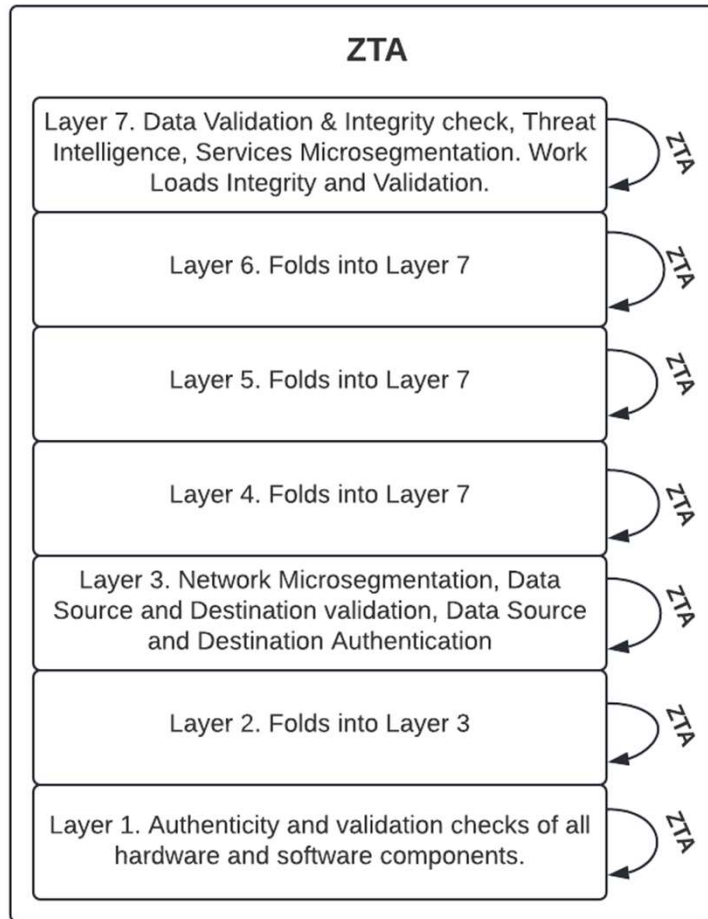 ZTA
Layer 7. Data Validation & Integrity check, Threat
Intelligence, Services Microsegmentation. Work
Loads Integrity and Validation.
ZTA
Layer 6. Folds into Layer 7
ZTA
Layer 5. Folds into Layer 7
ZTA
Layer 4. Folds into Layer 7
ZTA
Layer 3. Network Microsegmentation, Data
Source and Destination validation, Data Source
and Destination Authentication
ZTA
Layer 2. Folds into Layer 3
ZTA
Layer 1. Authenticity and validation checks of all
hardware and software components.
ZTA